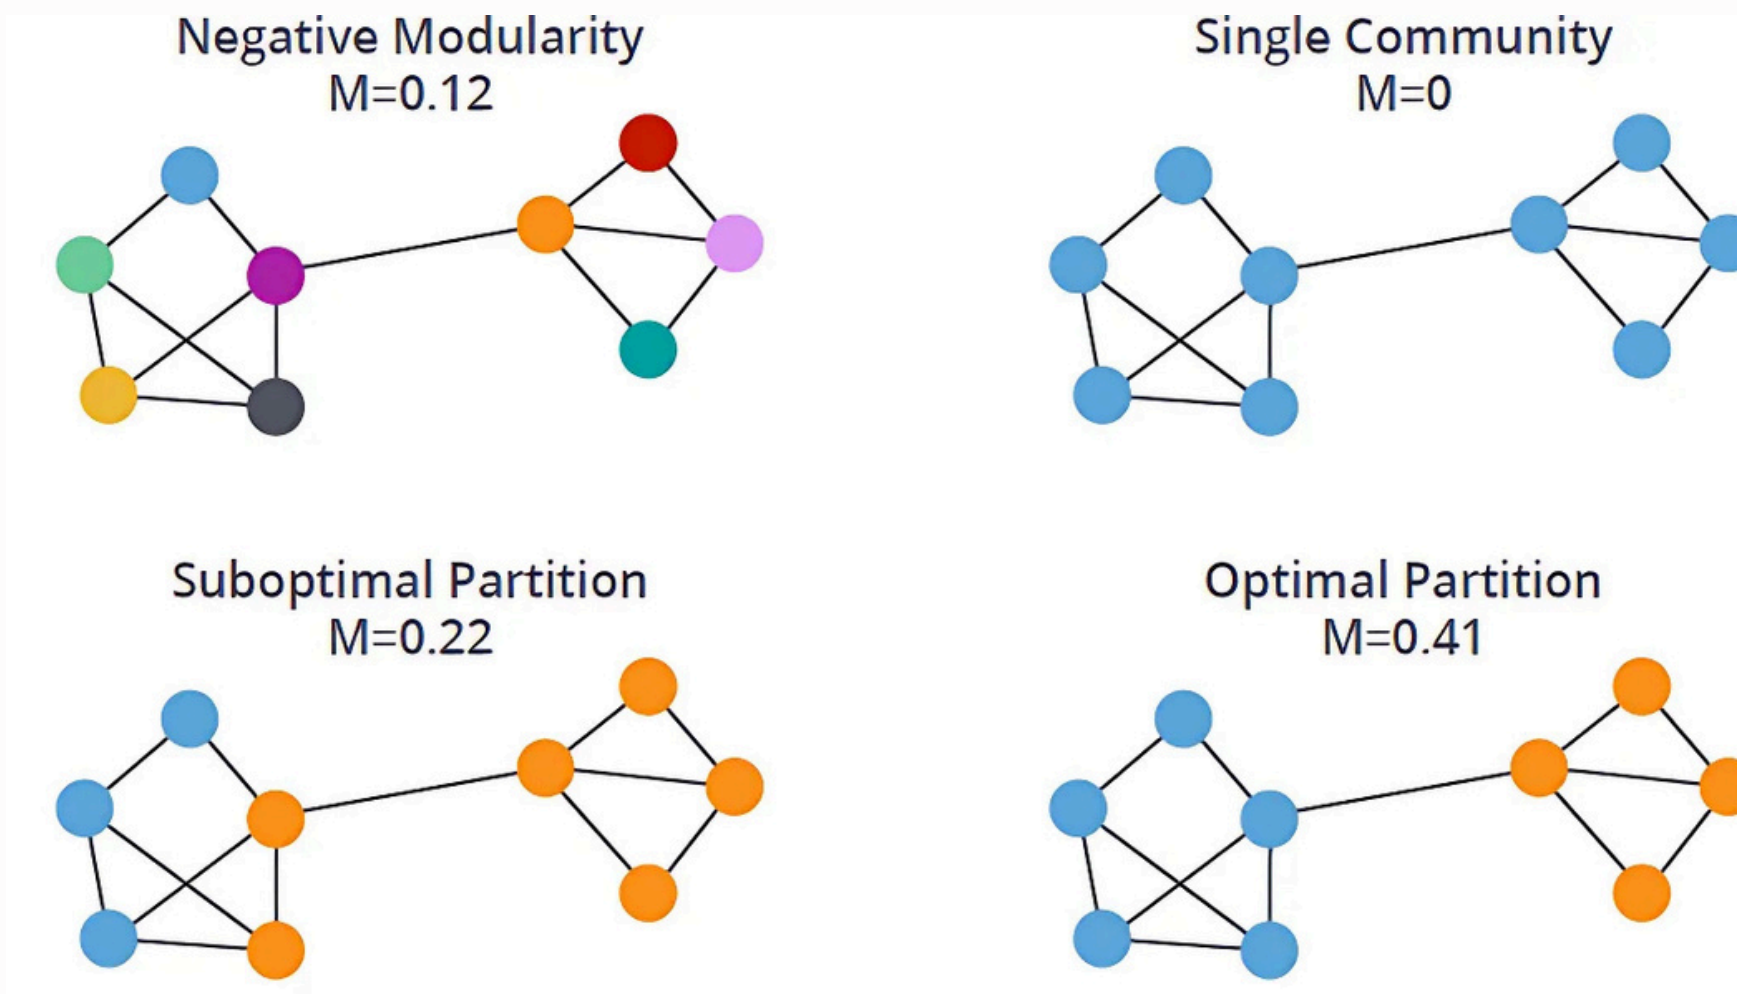 Negative Modularity
M=0.12
Single Community
M=0
Suboptimal Partition
M=0.22
Optimal Partition
M=0.41